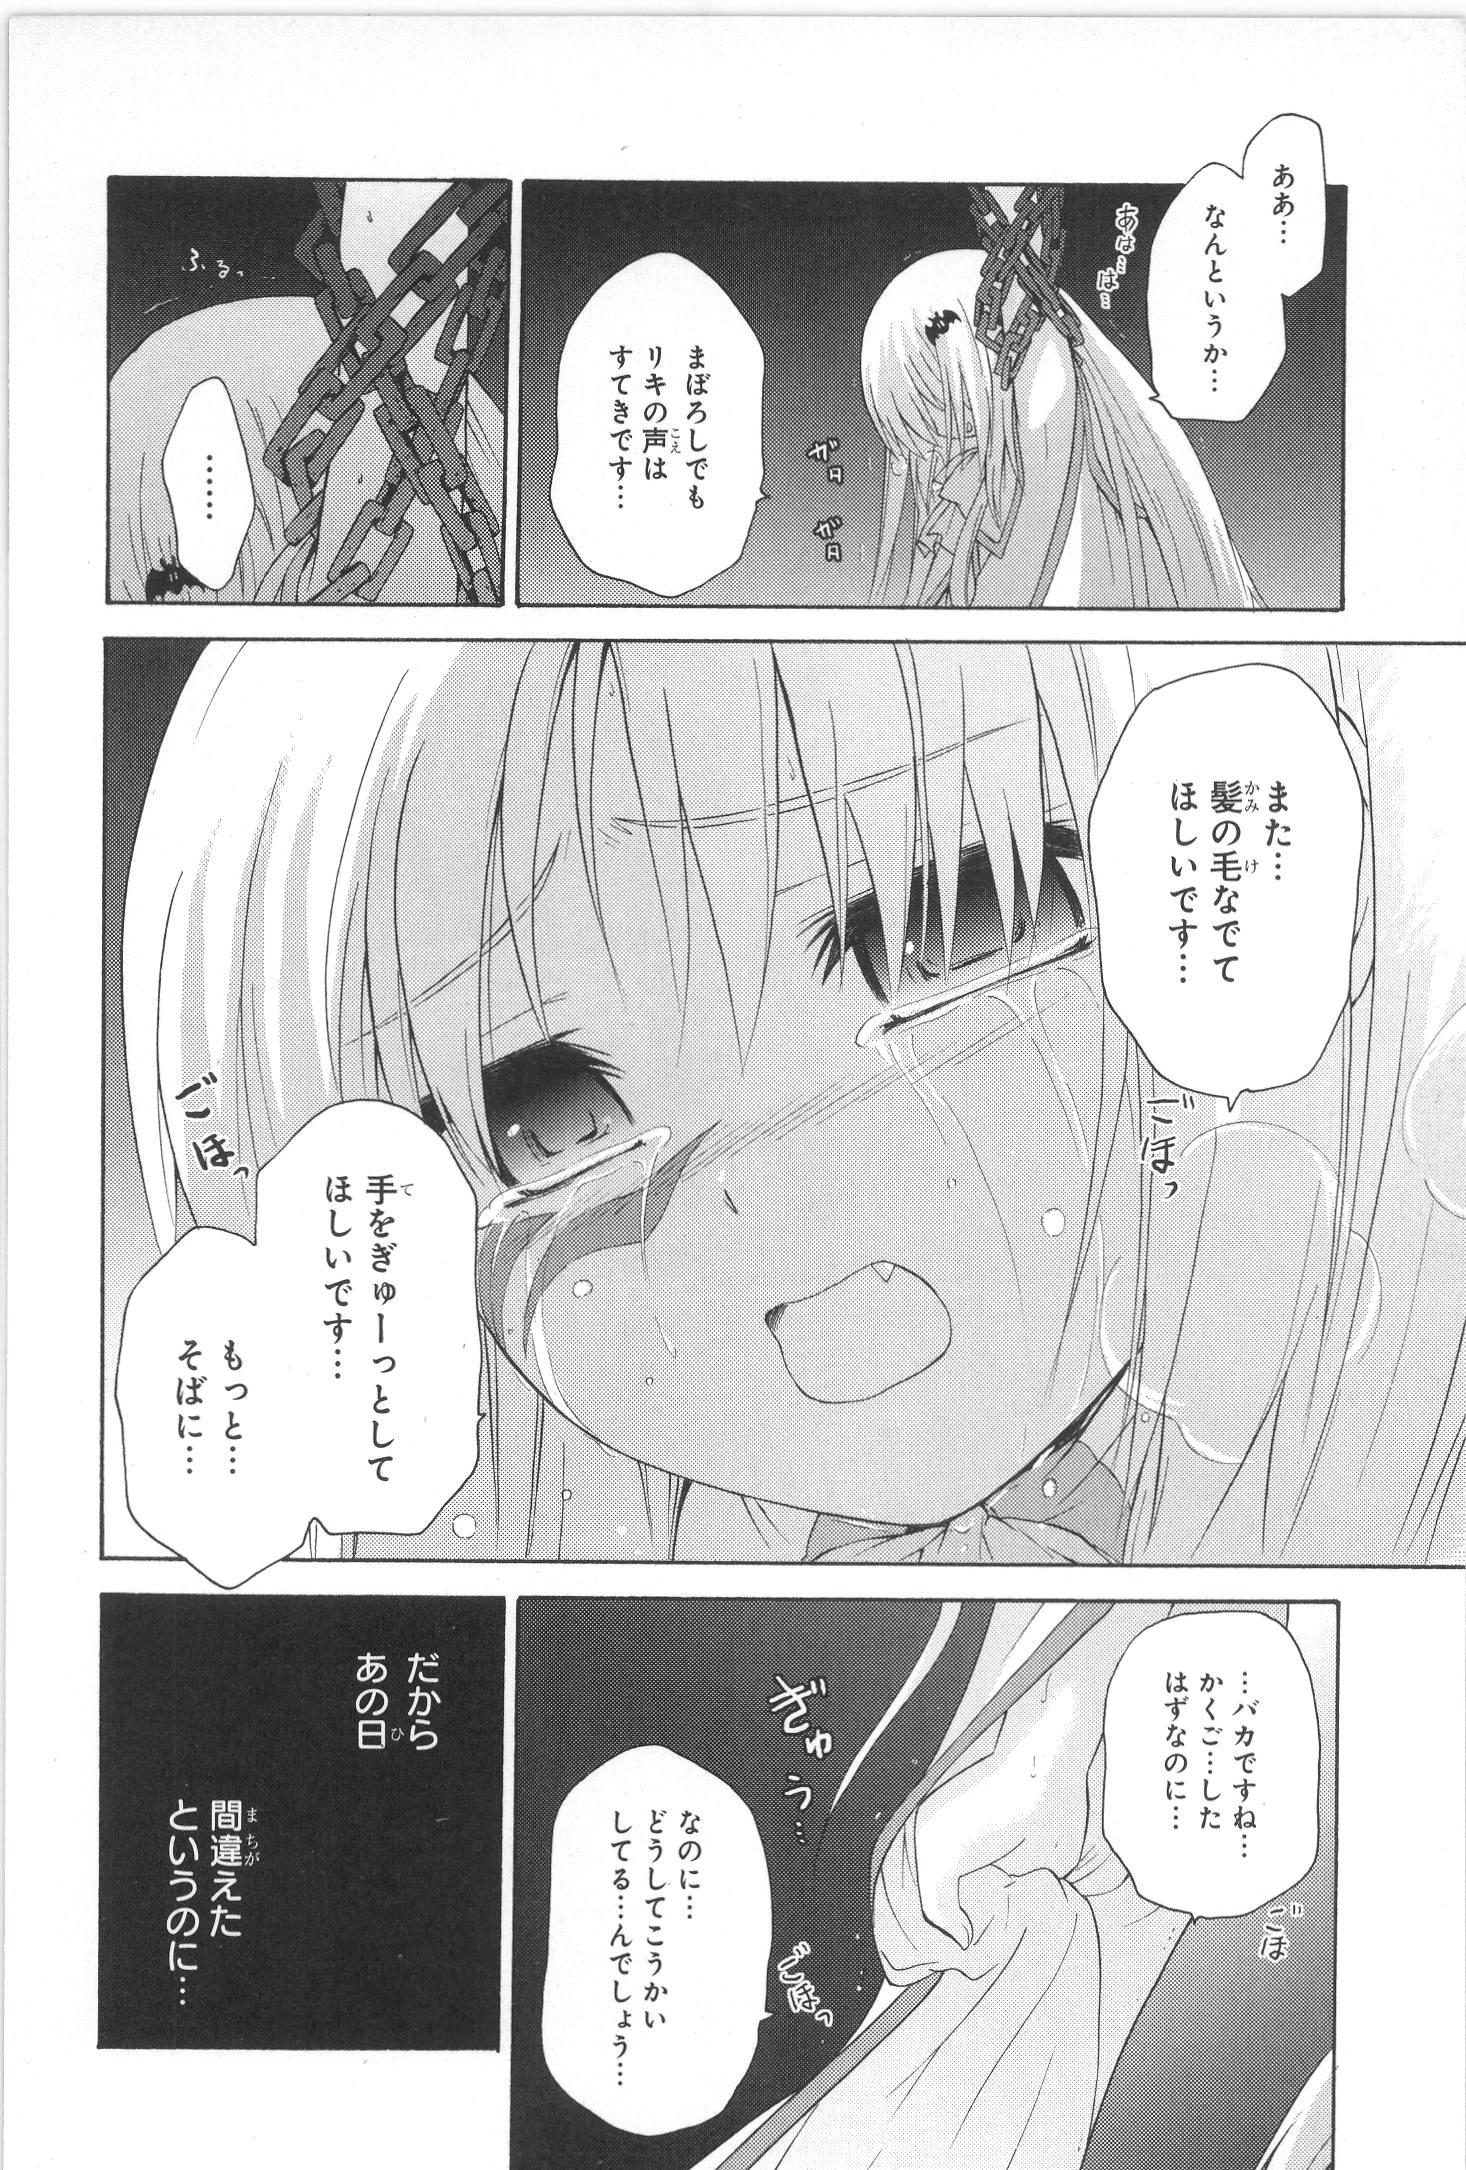 ああ…
なんというか…
あは…は…
ガタ
ガタ
まぼろしでも
リキの声は
すてきです…
ふるっ
……
また…
髪の毛なでて
ほしいです…
ごほっ
ごほっ
手をぎゅーっとして
ほしいです…
もっと…
そばに…
…バカですね…
かくご…した
はずなのに…
ごほ
ぎゅうっ…
なのに…
どうしてこうかい
してる…んでしょう…
ごほっ
だから
あの日
間違えた
というのに…